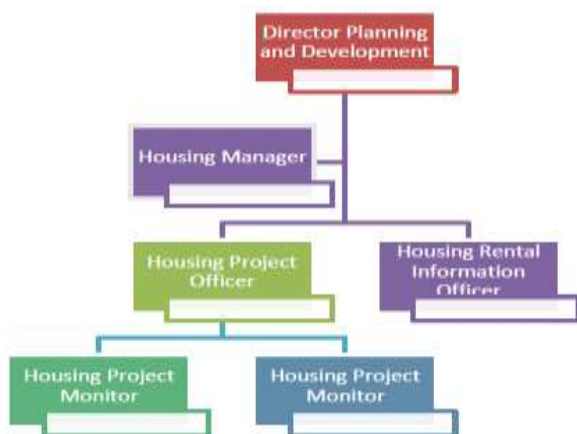 Director Planning
and Development
Housing Manager
Housing Project
Officer
Housing Rental
Information
Officer
Housing Project
Monitor
Housing Project
Monitor